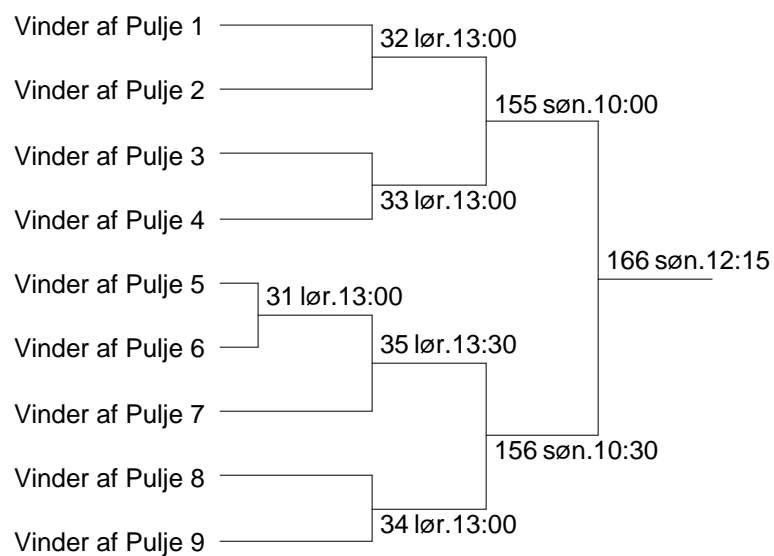 Vinder af Pulje 1
32 lør.13:00
Vinder af Pulje 2
155 søn.10:00
Vinder af Pulje 3
33 lør.13:00
Vinder af Pulje 4
166 søn.12:15
Vinder af Pulje 5
31 lør.13:00
Vinder af Pulje 6
35 lør.13:30
Vinder af Pulje 7
156 søn.10:30
Vinder af Pulje 8
34 lør.13:00
Vinder af Pulje 9